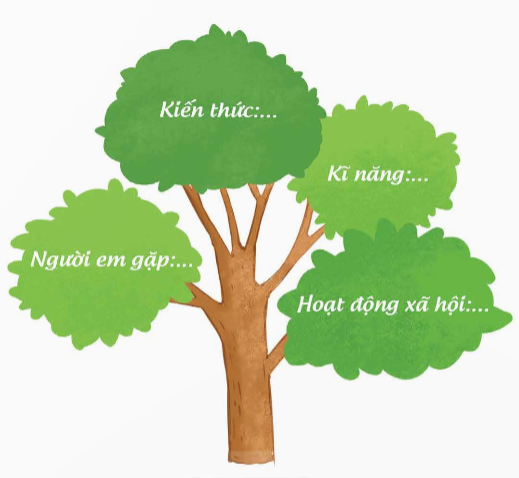 Kiến thức:...
Kĩ năng:...
Người em gặp:...
Hoạt động xã hội:...